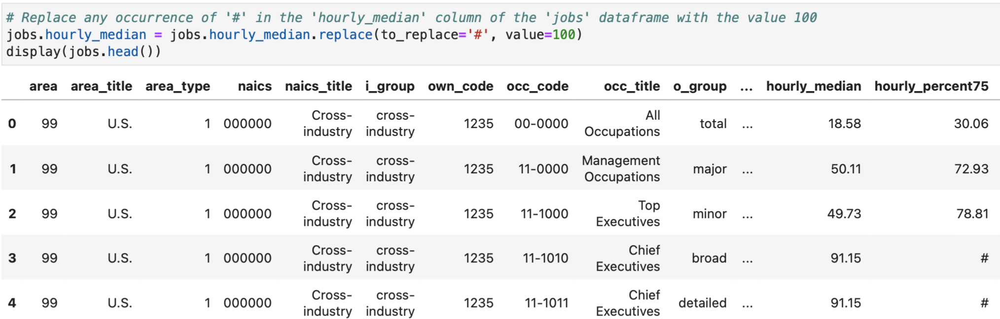 # Replace any occurrence of '#' in the 'hourly_median' column of the 'jobs' dataframe with the value 100
jobs.hourly_median = jobs.hourly_median.replace(to_replace='#', value=100)
display(jobs.head())
area area_title area_type naics naics_title i_group own_code occ_code occ_title o_group ... hourly_median hourly_percent75
0 99 U.S. 1 000000 Cross-industry cross-industry 1235 00-0000 All Occupations total ... 18.58 30.06
1 99 U.S. 1 000000 Cross-industry cross-industry 1235 11-0000 Management Occupations major ... 50.11 72.93
2 99 U.S. 1 000000 Cross-industry cross-industry 1235 11-1000 Top Executives minor ... 49.73 78.81
3 99 U.S. 1 000000 Cross-industry cross-industry 1235 11-1010 Chief Executives broad ... 91.15 #
4 99 U.S. 1 000000 Cross-industry cross-industry 1235 11-1011 Chief Executives detailed ... 91.15 #